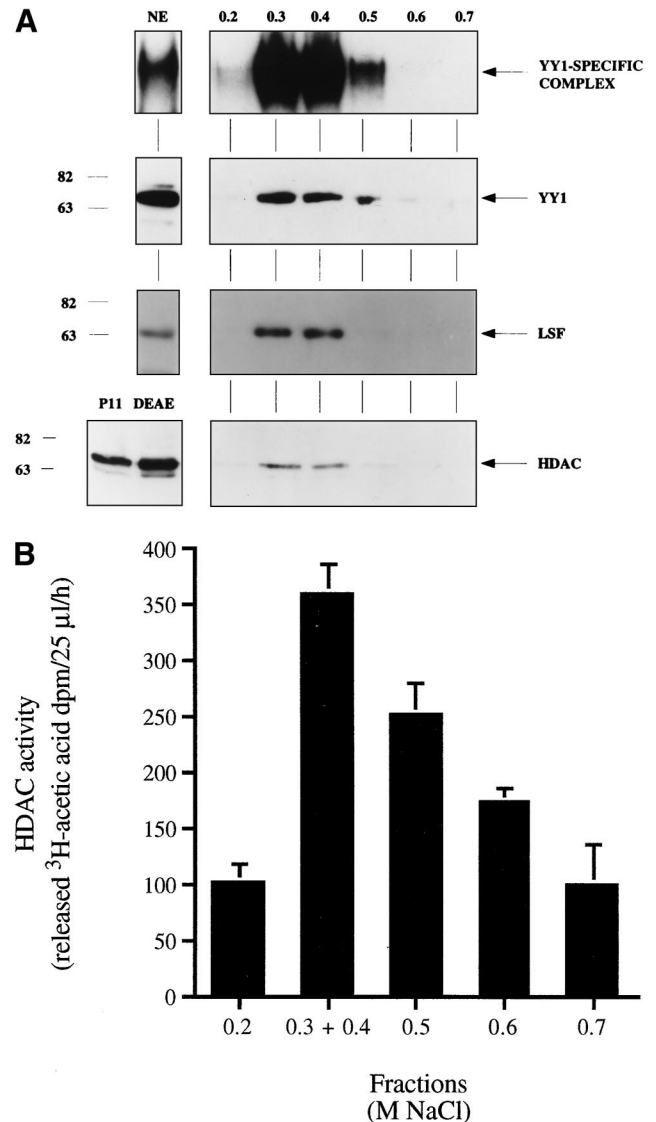 A
NE 0.2 0.3 0.4 0.5 0.6 0.7
YY1-SPECIFIC
COMPLEX
82
63
YY1
82
63
LSF
P11 DEAE
82
63
HDAC
B
HDAC activity
(released ³H-acetic acid dpm/25 µl/h)
400
350
300
250
200
150
100
50
0
0.2 0.3 + 0.4 0.5 0.6 0.7
Fractions
(M NaCl)